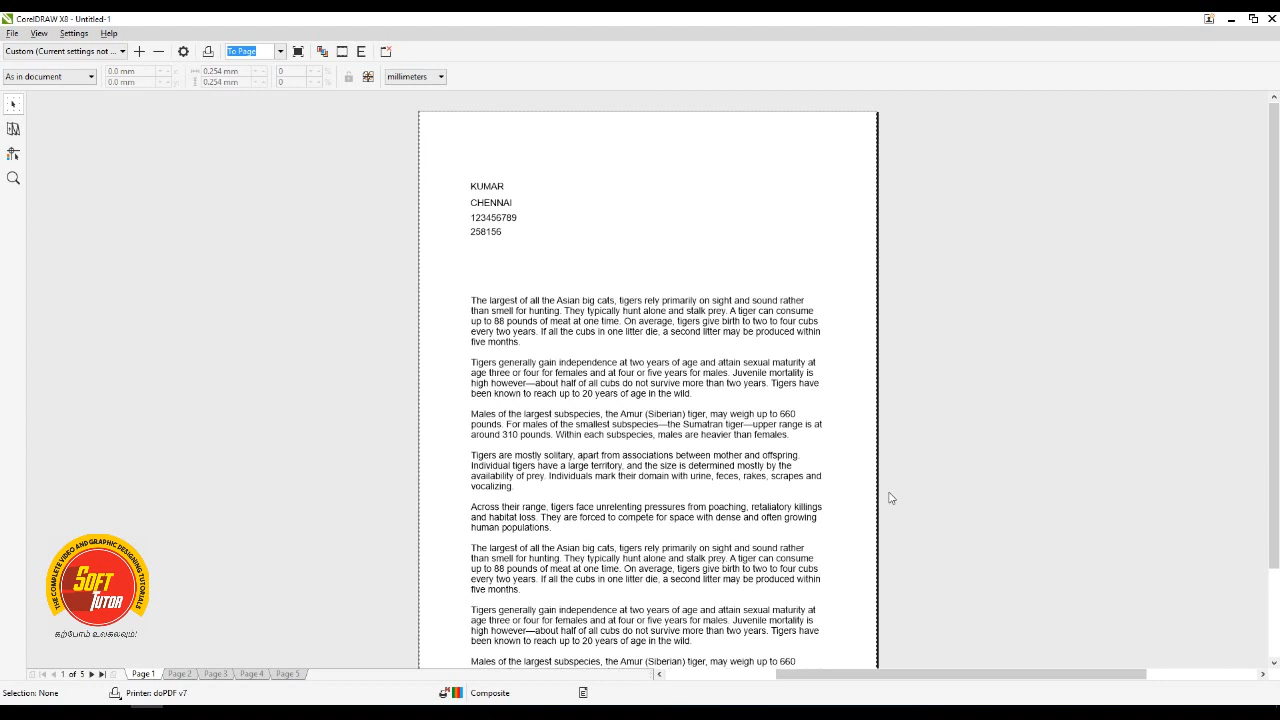 CorelDRAW X8 - Untitled-1
File View Settings Help
Custom (Current settings not ... To Page
As in document 0.0 mm 0.254 mm 0 % millimeters
0.0 mm 0.254 mm 0 %
KUMAR
CHENNAI
123456789
258156
The largest of all the Asian big cats, tigers rely primarily on sight and sound rather
than smell for hunting. They typically hunt alone and stalk prey. A tiger can consume
up to 88 pounds of meat at one time. On average, tigers give birth to two to four cubs
every two years. If all the cubs in one litter die, a second litter may be produced within
five months.
Tigers generally gain independence at two years of age and attain sexual maturity at
age three or four for females and at four or five years for males. Juvenile mortality is
high however—about half of all cubs do not survive more than two years. Tigers have
been known to reach up to 20 years of age in the wild.
Males of the largest subspecies, the Amur (Siberian) tiger, may weigh up to 660
pounds. For males of the smallest subspecies—the Sumatran tiger—upper range is at
around 310 pounds. Within each subspecies, males are heavier than females.
Tigers are mostly solitary, apart from associations between mother and offspring.
Individual tigers have a large territory, and the size is determined mostly by the
availability of prey. Individuals mark their domain with urine, feces, rakes, scrapes and
vocalizing.
Across their range, tigers face unrelenting pressures from poaching, retaliatory killings
and habitat loss. They are forced to compete for space with dense and often growing
human populations.
The largest of all the Asian big cats, tigers rely primarily on sight and sound rather
than smell for hunting. They typically hunt alone and stalk prey. A tiger can consume
up to 88 pounds of meat at one time. On average, tigers give birth to two to four cubs
every two years. If all the cubs in one litter die, a second litter may be produced within
five months.
Tigers generally gain independence at two years of age and attain sexual maturity at
age three or four for females and at four or five years for males. Juvenile mortality is
high however—about half of all cubs do not survive more than two years. Tigers have
been known to reach up to 20 years of age in the wild.
Males of the largest subspecies, the Amur (Siberian) tiger, may weigh up to 660
THE COMPLETE VIDEO AND GRAPHIC DESIGNING TUTORIALS
SOFT
TUTOR
கற்போம் உலகளவு!
1 of 5 Page 1 Page 2 Page 3 Page 4 Page 5
Selection: None Printer: doPDF v7 Composite